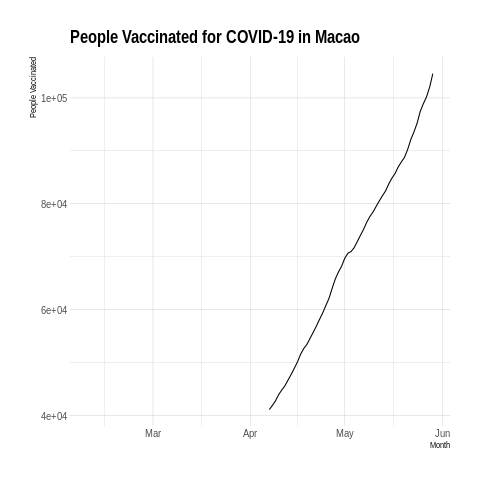 People Vaccinated for COVID-19 in Macao
People Vaccinated
1e+05
8e+04
6e+04
4e+04
Mar Apr May Jun
Month